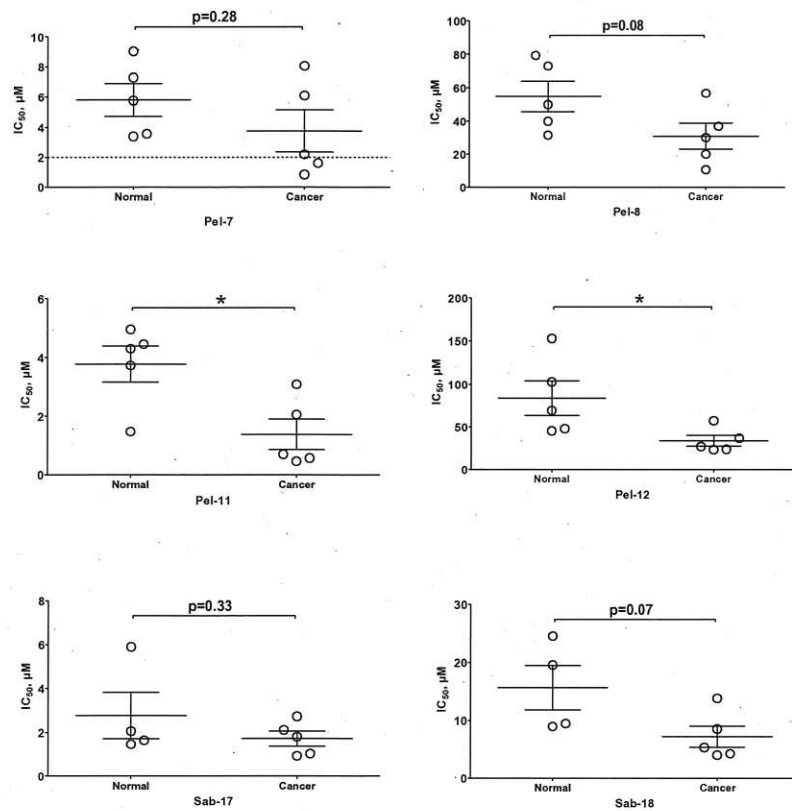 p=0.28
IC50, µM
10
8
6
4
2
0
Normal Cancer
Pel-7
p=0.08
IC50, µM
100
80
60
40
20
0
Normal Cancer
Pel-8
*
IC50, µM
6
4
2
0
Normal Cancer
Pel-11
*
IC50, µM
200
150
100
50
0
Normal Cancer
Pel-12
p=0.33
IC50, µM
8
6
4
2
0
Normal Cancer
Sab-17
p=0.07
IC50, µM
30
20
10
0
Normal Cancer
Sab-18